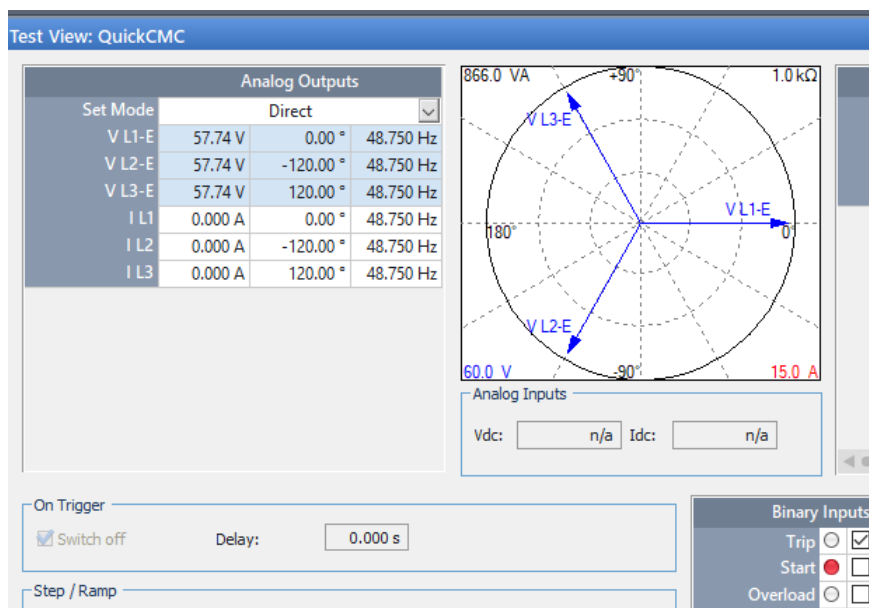 Test View: QuickCMC
Analog Outputs
Set Mode Direct
V L1-E 57.74 V 0.00 ° 48.750 Hz
V L2-E 57.74 V -120.00 ° 48.750 Hz
V L3-E 57.74 V 120.00 ° 48.750 Hz
I L1 0.000 A 0.00 ° 48.750 Hz
I L2 0.000 A -120.00 ° 48.750 Hz
I L3 0.000 A 120.00 ° 48.750 Hz
866.0 VA +90° 1.0 kΩ
V L3-E
V L1-E
180° 0°
V L2-E
60.0 V -90° 15.0 A
Analog Inputs
Vdc: n/a Idc: n/a
On Trigger
Switch off Delay: 0.000 s
Step / Ramp
Binary Inputs
Trip
Start
Overload